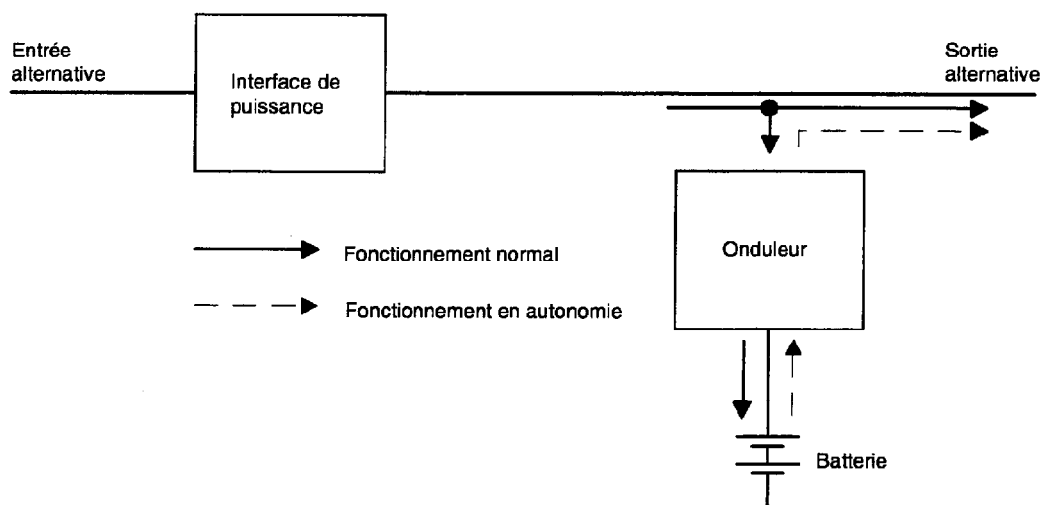 Entrée
alternative
Interface de
puissance
Sortie
alternative
Fonctionnement normal
Onduleur
Fonctionnement en autonomie
Batterie